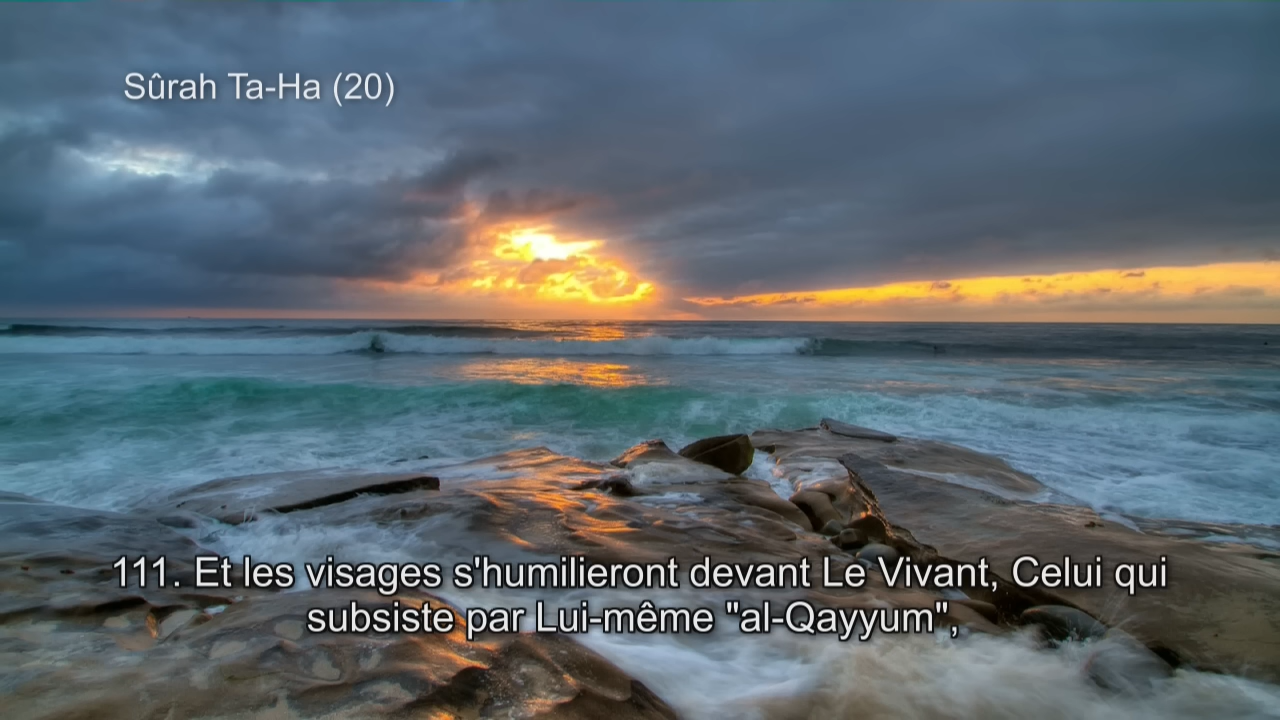 Sûrah Ta-Ha (20)
111. Et les visages s'humilieront devant Le Vivant, Celui qui
subsiste par Lui-même "al-Qayyum",